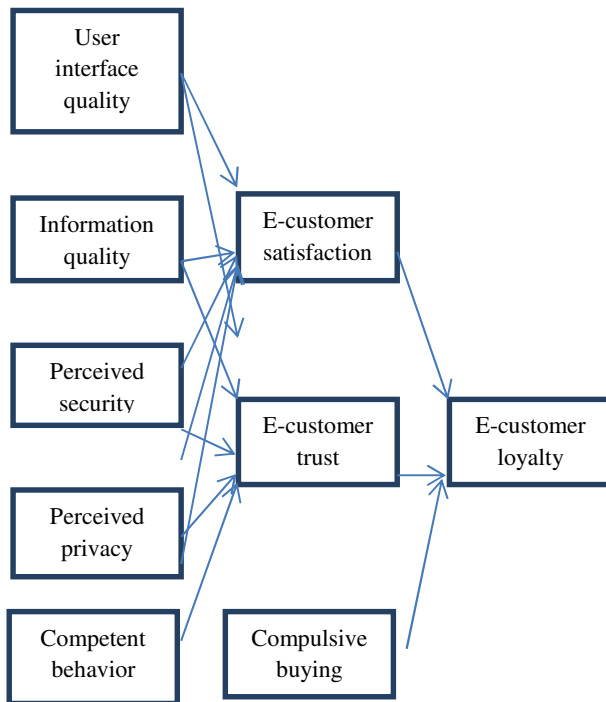 User
interface
quality
Information
quality
E-customer
satisfaction
Perceived
security
E-customer
trust
E-customer
loyalty
Perceived
privacy
Competent
behavior
Compulsive
buying